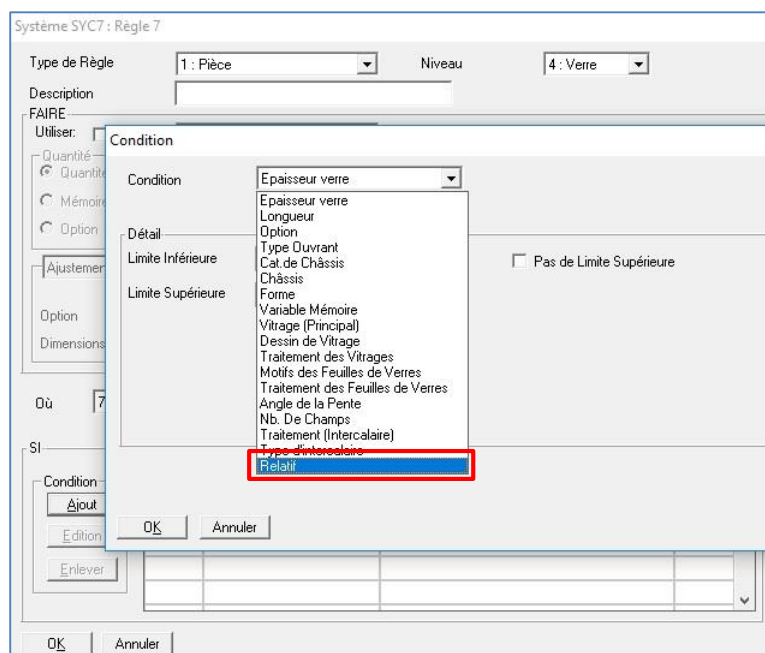 Système SYC7 : Règle 7
Type de Règle 1 : Pièce Niveau 4 : Verre
Description
FAIRE
Utiliser:
Quantité
Quantité
Mémoire
Option
Option
Dimensions
Où 7
SI
Condition
Ajout
Edition
Enlever
OK Annuler
Condition
Condition Epaisseur verre
Epaisseur verre
Longueur
Option
Type Ouvrant
Cat.de Châssis
Châssis
Forme
Variable Mémoire
Vitrage (Principal)
Dessin de Vitrage
Traitement des Vitrages
Motifs des Feuilles de Verres
Traitement des Feuilles de Verres
Angle de la Pente
Nb. De Champs
Traitement (Intercalaire)
Type d'intercalaire
Relatif
Détail
Limite Inférieure
Pas de Limite Supérieure
Limite Supérieure
OK Annuler